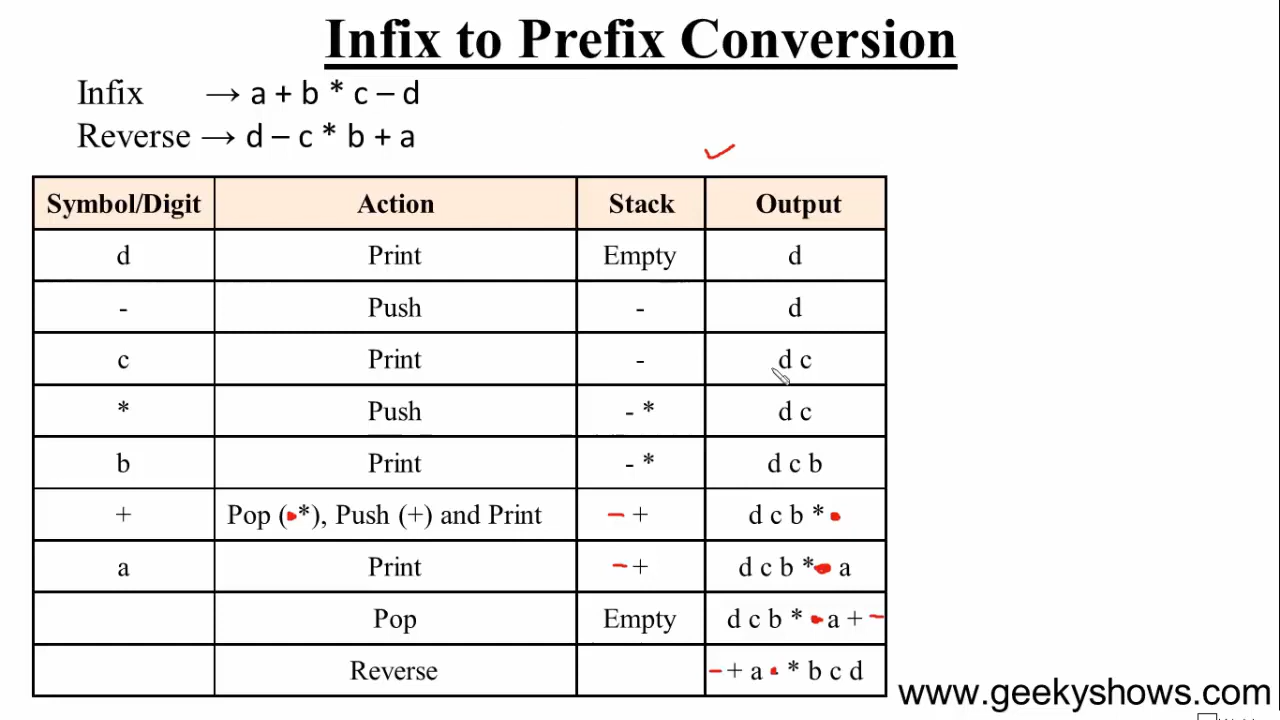 Infix to Prefix Conversion
Infix → a + b * c – d
Reverse → d – c * b + a
Symbol/Digit Action Stack Output
d Print Empty d
- Push - d
c Print - d c
* Push - * d c
b Print - * d c b
+ Pop (*), Push (+) and Print – + d c b *
a Print – + d c b * a
Pop Empty d c b * a + –
Reverse – + a * b c d
www.geekyshows.com